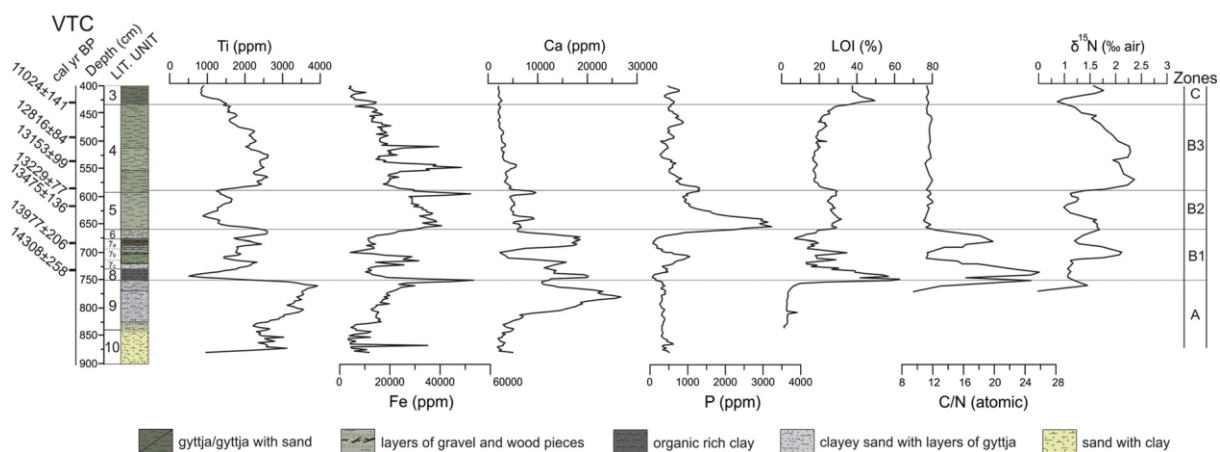 VTC
cal yr BP
Depth (cm)
LIT. UNIT
Ti (ppm)
Ca (ppm)
LOI (%)
δ15N (‰ air)
Zones
0 1000 2000 3000 4000
0 10000 20000 30000
0 20 40 60 80
0 0.5 1 1.5 2 2.5 3
11024±141
12816±84
13153±99
13229±77
13475±136
13977±206
14308±258
400
450
500
550
600
650
700
750
800
850
900
3
4
5
6
7a
7b
7c
8
9
10
C
B3
B2
B1
A
0 20000 40000 60000
Fe (ppm)
0 1000 2000 3000 4000
P (ppm)
8 12 16 20 24 28
C/N (atomic)
gyttja/gyttja with sand
layers of gravel and wood pieces
organic rich clay
clayey sand with layers of gyttja
sand with clay